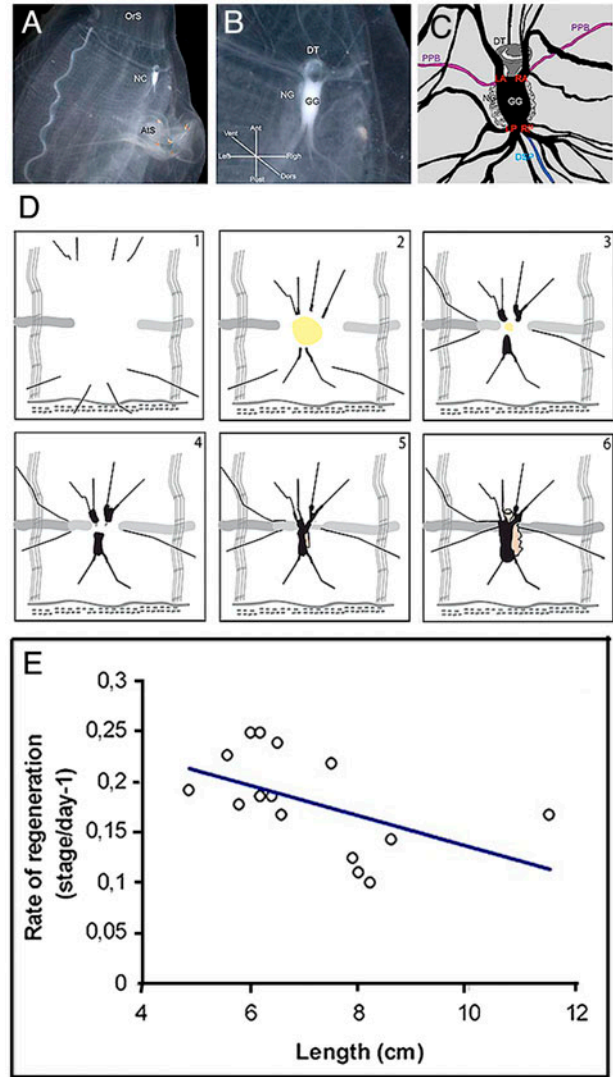 A
OrS
NC
AtS
B
DT
NG
GG
Vent
Ant
Left
Righ
Post
Dors
C
PPB
DT
PPB
LA RA
NG
GG
LP RP
DSP
D
1
2
3
4
5
6
E
Rate of regeneration
(stage/day-1)
0,3
0,25
0,2
0,15
0,1
0,05
0
4
6
8
10
12
Length (cm)